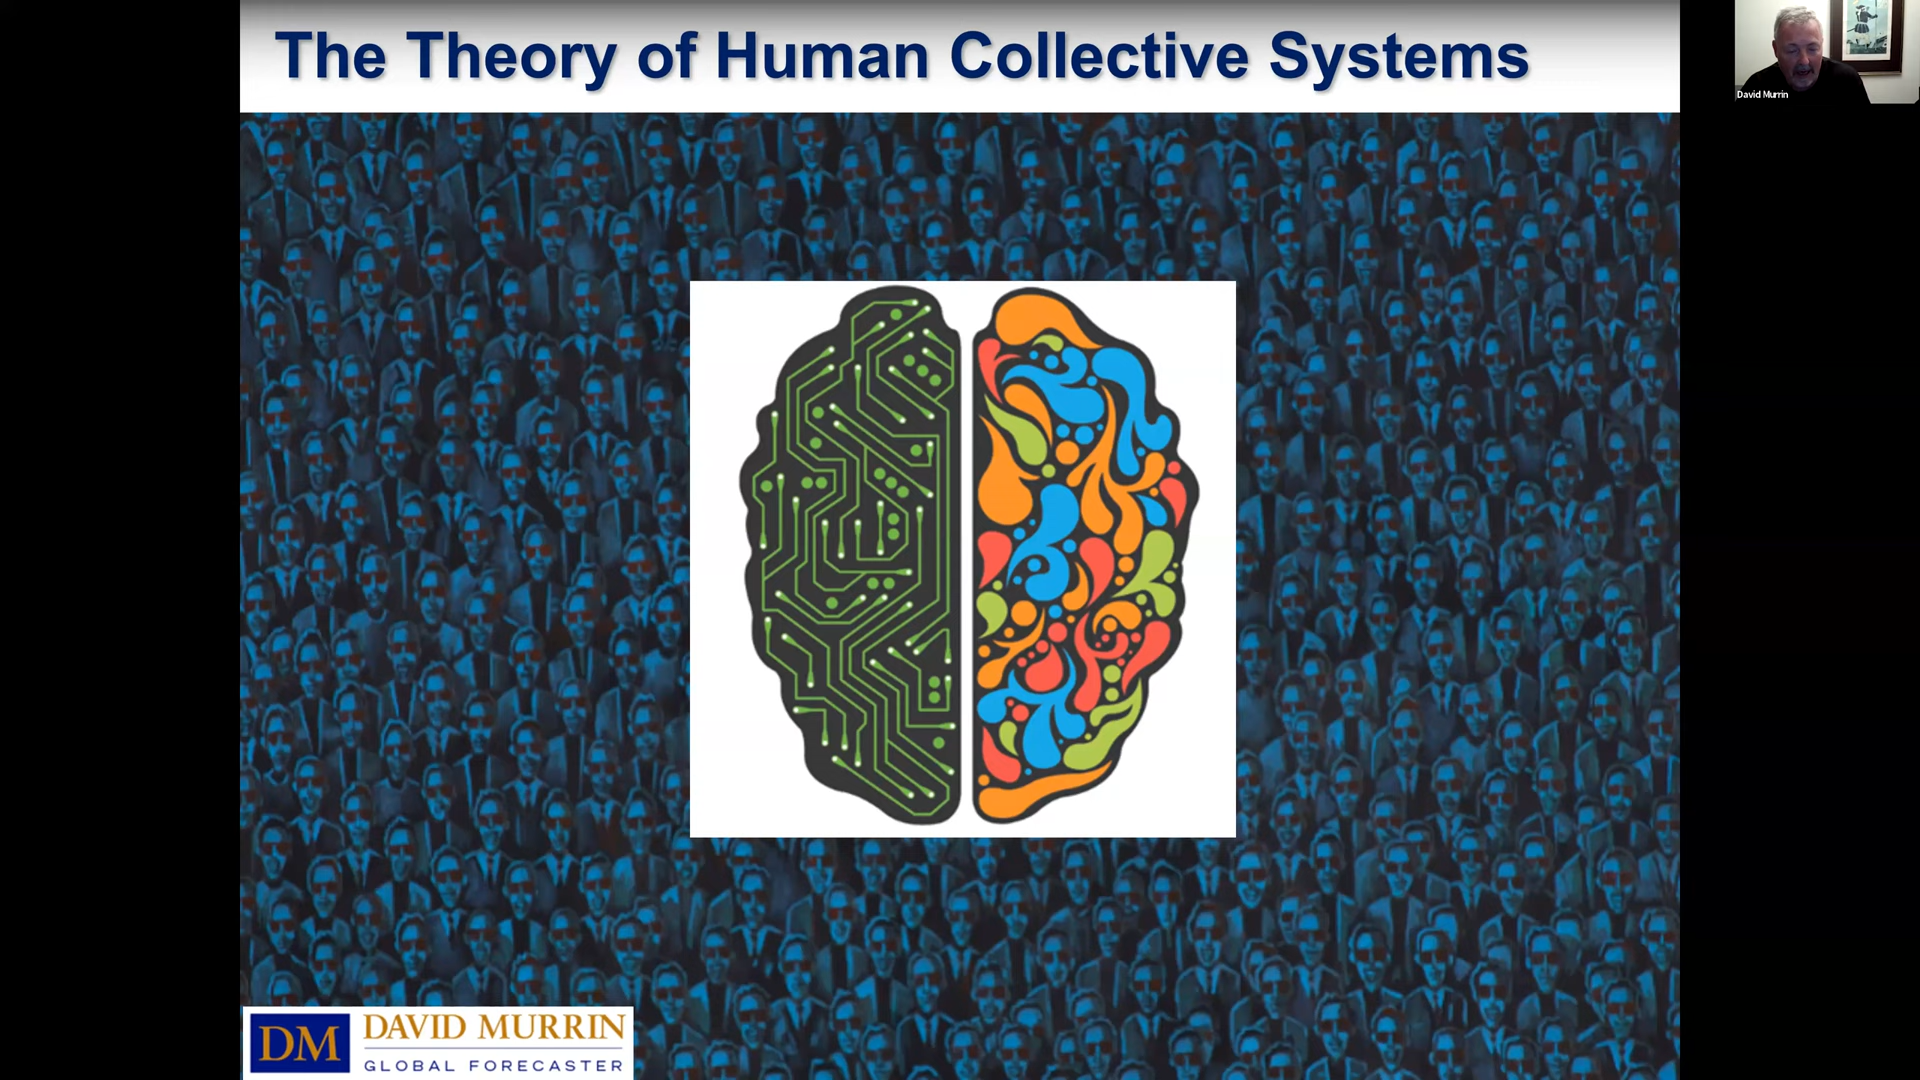 The Theory of Human Collective Systems
David Murrin
DM
DAVID MURRIN
GLOBAL FORECASTER